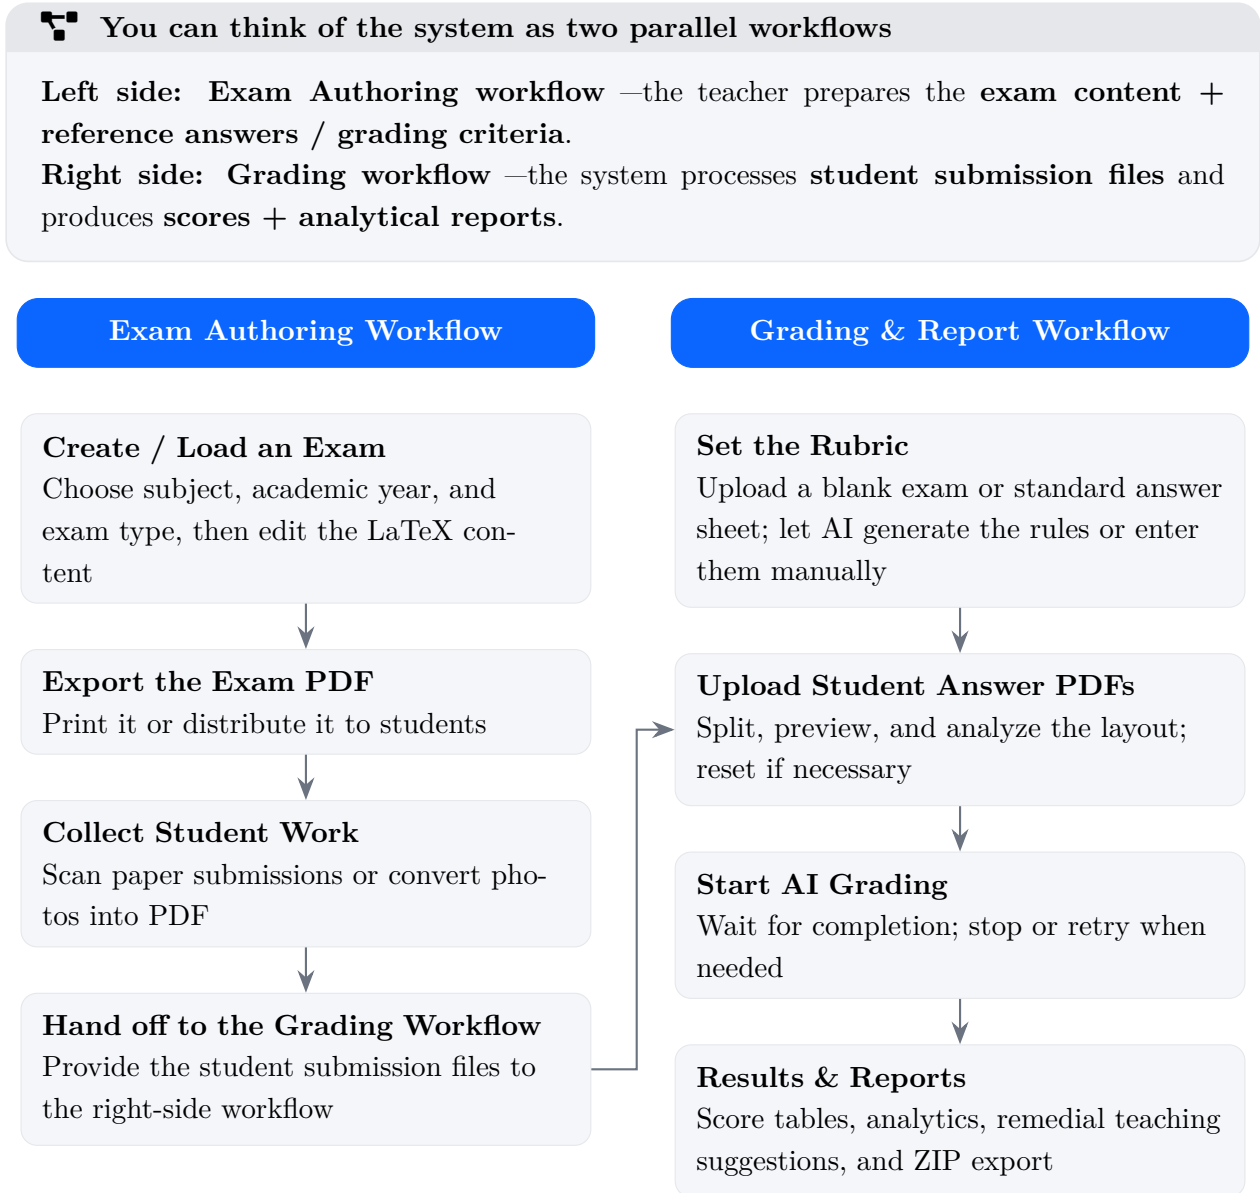 You can think of the system as two parallel workflows
Left side: Exam Authoring workflow —the teacher prepares the exam content +
reference answers / grading criteria.
Right side: Grading workflow —the system processes student submission files and
produces scores + analytical reports.
Exam Authoring Workflow
Create / Load an Exam
Choose subject, academic year, and
exam type, then edit the LaTeX con-
tent
Export the Exam PDF
Print it or distribute it to students
Collect Student Work
Scan paper submissions or convert pho-
tos into PDF
Hand off to the Grading Workflow
Provide the student submission files to
the right-side workflow
Grading & Report Workflow
Set the Rubric
Upload a blank exam or standard answer
sheet; let AI generate the rules or enter
them manually
Upload Student Answer PDFs
Split, preview, and analyze the layout;
reset if necessary
Start AI Grading
Wait for completion; stop or retry when
needed
Results & Reports
Score tables, analytics, remedial teaching
suggestions, and ZIP export